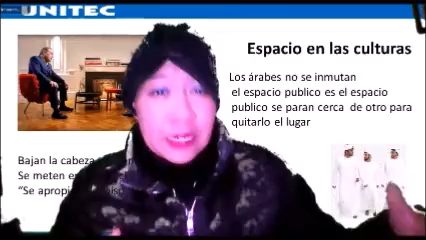 UNITEC
Espacio en las culturas
Los árabes no se inmutan
el espacio publico es el espacio
publico se paran cerca de otro para
quitarlo el lugar
Bajan la cabeza
Se meten
"Se apropi